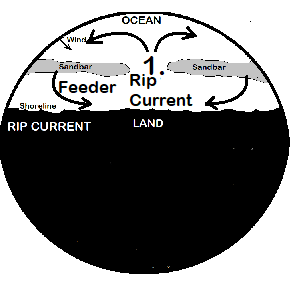 OCEAN
Wind
1.
Sandbar
Sandbar
Rip
Current
Feeder
Shoreline
RIP CURRENT
LAND